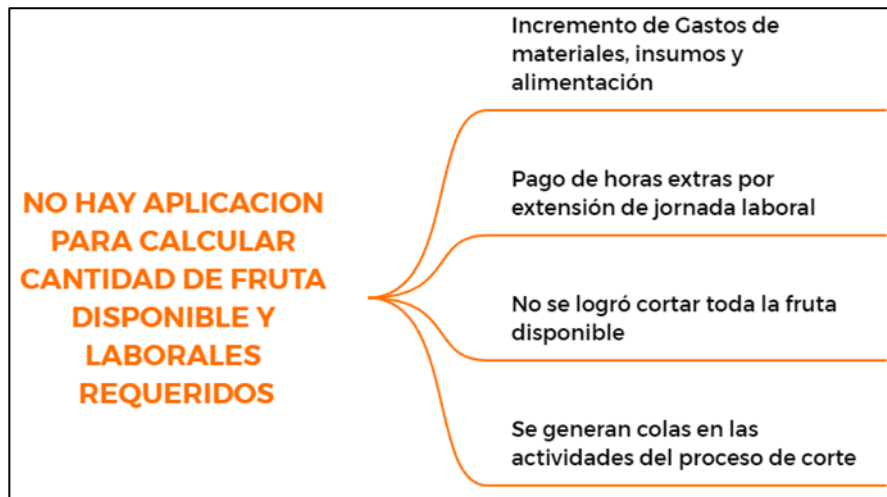 NO HAY APLICACION
PARA CALCULAR
CANTIDAD DE FRUTA
DISPONIBLE Y
LABORALES
REQUERIDOS
Incremento de Gastos de
materiales, insumos y
alimentación
Pago de horas extras por
extensión de jornada laboral
No se logró cortar toda la fruta
disponible
Se generan colas en las
actividades del proceso de corte